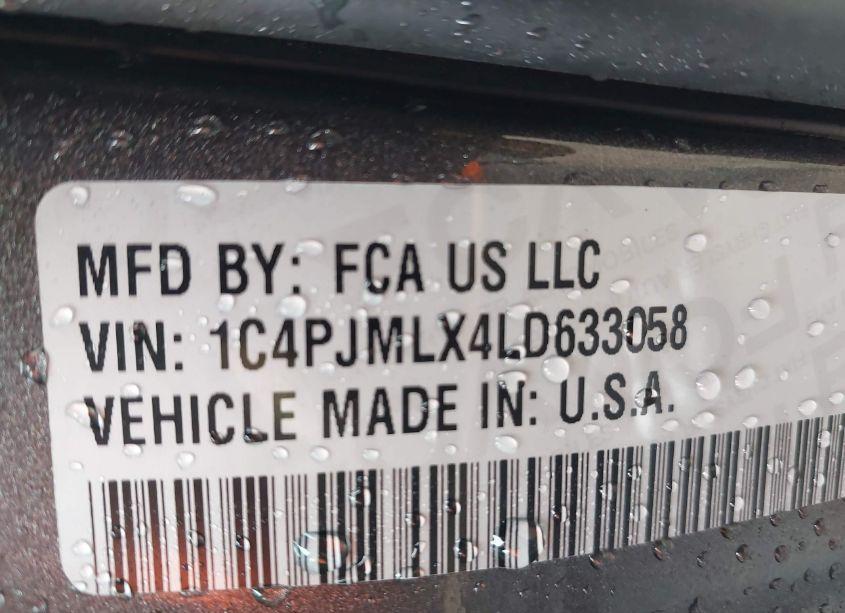 MFD BY: FCA US LLC
VIN: 1C4PJMLX4LD633058
VEHICLE MADE IN: U.S.A.